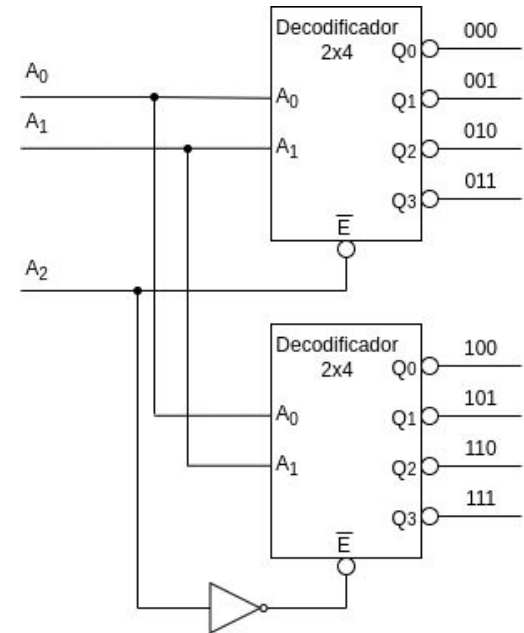 Decodificador
2x4
Q0
000
A0
A0
Q1
001
A1
A1
Q2
010
Q3
011
E̅
A2
Decodificador
2x4
Q0
100
A0
Q1
101
A1
Q2
110
Q3
111
E̅